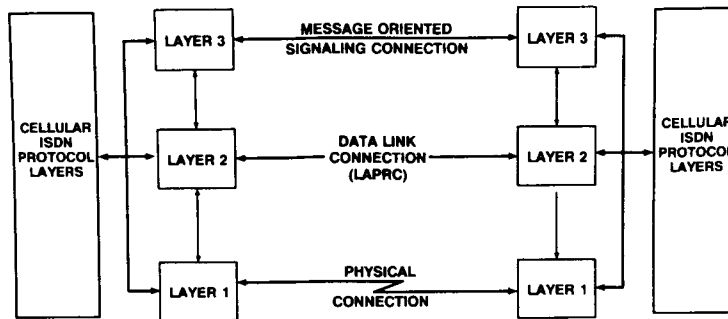 LAYER 3
MESSAGE ORIENTED
SIGNALING CONNECTION
LAYER 3
CELLULAR
ISDN
PROTOCOL
LAYERS
LAYER 2
DATA LINK
CONNECTION
(LAPRC)
LAYER 2
CELLULAR
ISDN
PROTOCOL
LAYERS
LAYER 1
PHYSICAL
CONNECTION
LAYER 1